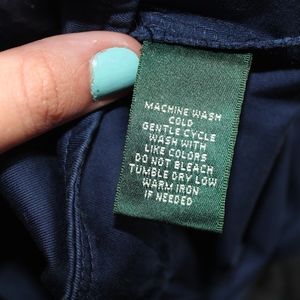 MACHINE WASH
COLD
GENTLE CYCLE
WASH WITH
LIKE COLORS
DO NOT BLEACH
TUMBLE DRY LOW
WARM IRON
IF NEEDED